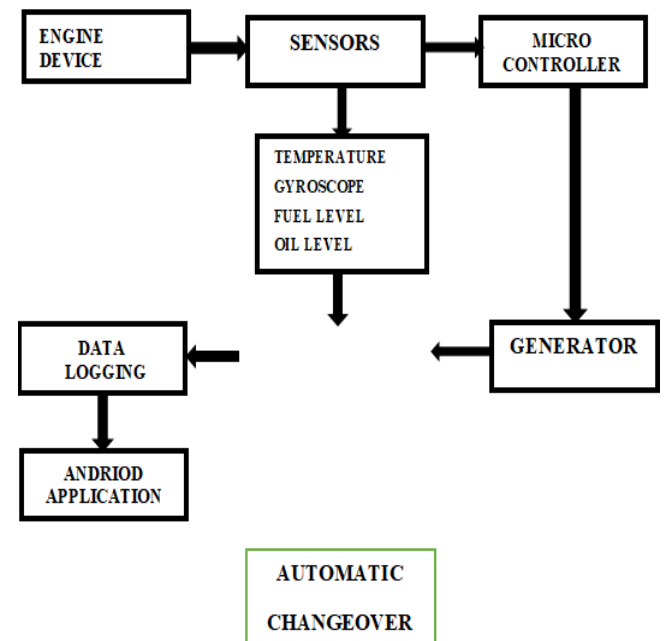 ENGINE
DEVICE
SENSORS
MICRO
CONTROLLER
TEMPERATURE
GYROSCOPE
FUEL LEVEL
OIL LEVEL
DATA
LOGGING
GENERATOR
ANDRIOD
APPLICATION
AUTOMATIC
CHANGEOVER